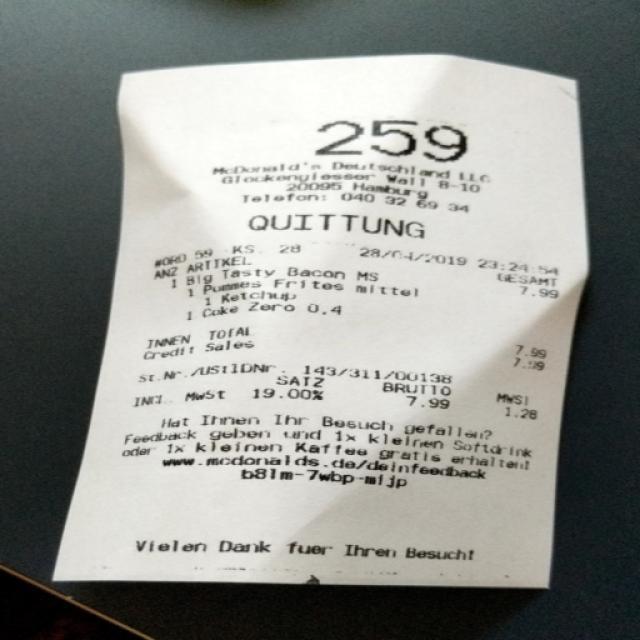 259
McDonald's Deutschland LLC
Glockengiesser Wall 8-10
20095 Hamburg
Telefon: 040 32 69 34
QUITTUNG
#ORD 59 KS. 28 28/04/2019 23:24:54
ANZ ARTIKEL GESAMT
1 Big Tasty Bacon MS 7.99
1 Pommes Frites mittel
1 Ketchup
1 Coke Zero 0.4
INNEN TOTAL 7.99
Credit Sales 7.99
St.Nr./UStIDNr. 143/311/00138
SATZ BRUTTO MWSt
INCL. MwSt 19.00% 7.99 1.28
Hat Ihnen Ihr Besuch gefallen?
Feedback geben und 1x kleinen Softdrink
oder 1x kleinen Kaffee gratis erhalten!
www.mcdonalds.de/deinfeedback
b8lm-7wbp-mljp
Vielen Dank fuer Ihren Besuch!